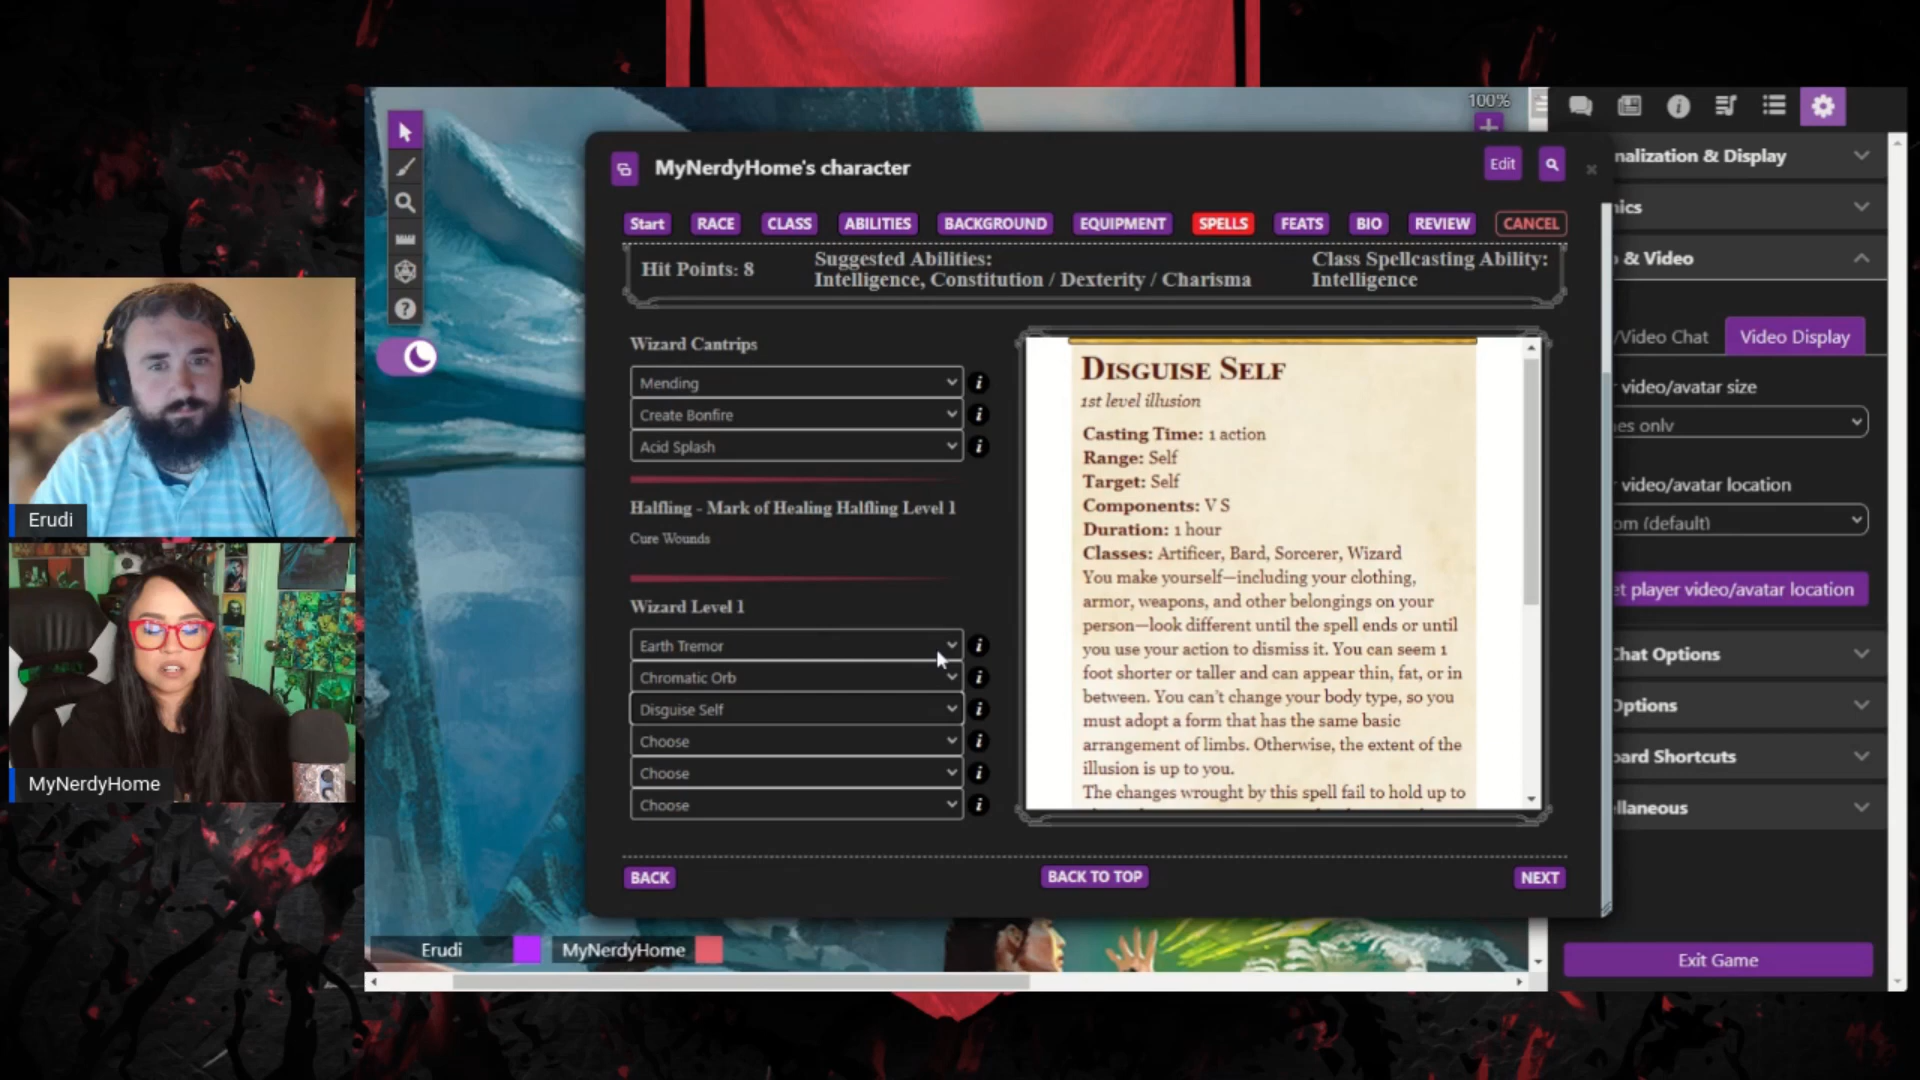 100%
MyNerdyHome's character
Edit
Start
RACE
CLASS
ABILITIES
BACKGROUND
EQUIPMENT
SPELLS
FEATS
BIO
REVIEW
CANCEL
Hit Points: 8
Suggested Abilities:
Intelligence, Constitution / Dexterity / Charisma
Class Spellcasting Ability:
Intelligence
Wizard Cantrips
Mending
Create Bonfire
Acid Splash
Halfling - Mark of Healing Halfling Level 1
Cure Wounds
Wizard Level 1
Earth Tremor
Chromatic Orb
Disguise Self
Choose
Choose
Choose
DISGUISE SELF
1st level illusion
Casting Time: 1 action
Range: Self
Target: Self
Components: V S
Duration: 1 hour
Classes: Artificer, Bard, Sorcerer, Wizard
You make yourself—including your clothing,
armor, weapons, and other belongings on your
person—look different until the spell ends or until
you use your action to dismiss it. You can seem 1
foot shorter or taller and can appear thin, fat, or in
between. You can't change your body type, so you
must adopt a form that has the same basic
arrangement of limbs. Otherwise, the extent of the
illusion is up to you.
The changes wrought by this spell fail to hold up to
BACK
BACK TO TOP
NEXT
nalization & Display
ics
& Video
/Video Chat
Video Display
video/avatar size
es only
video/avatar location
om (default)
t player video/avatar location
Chat Options
Options
oard Shortcuts
llaneous
Exit Game
Erudi
MyNerdyHome
Erudi
MyNerdyHome